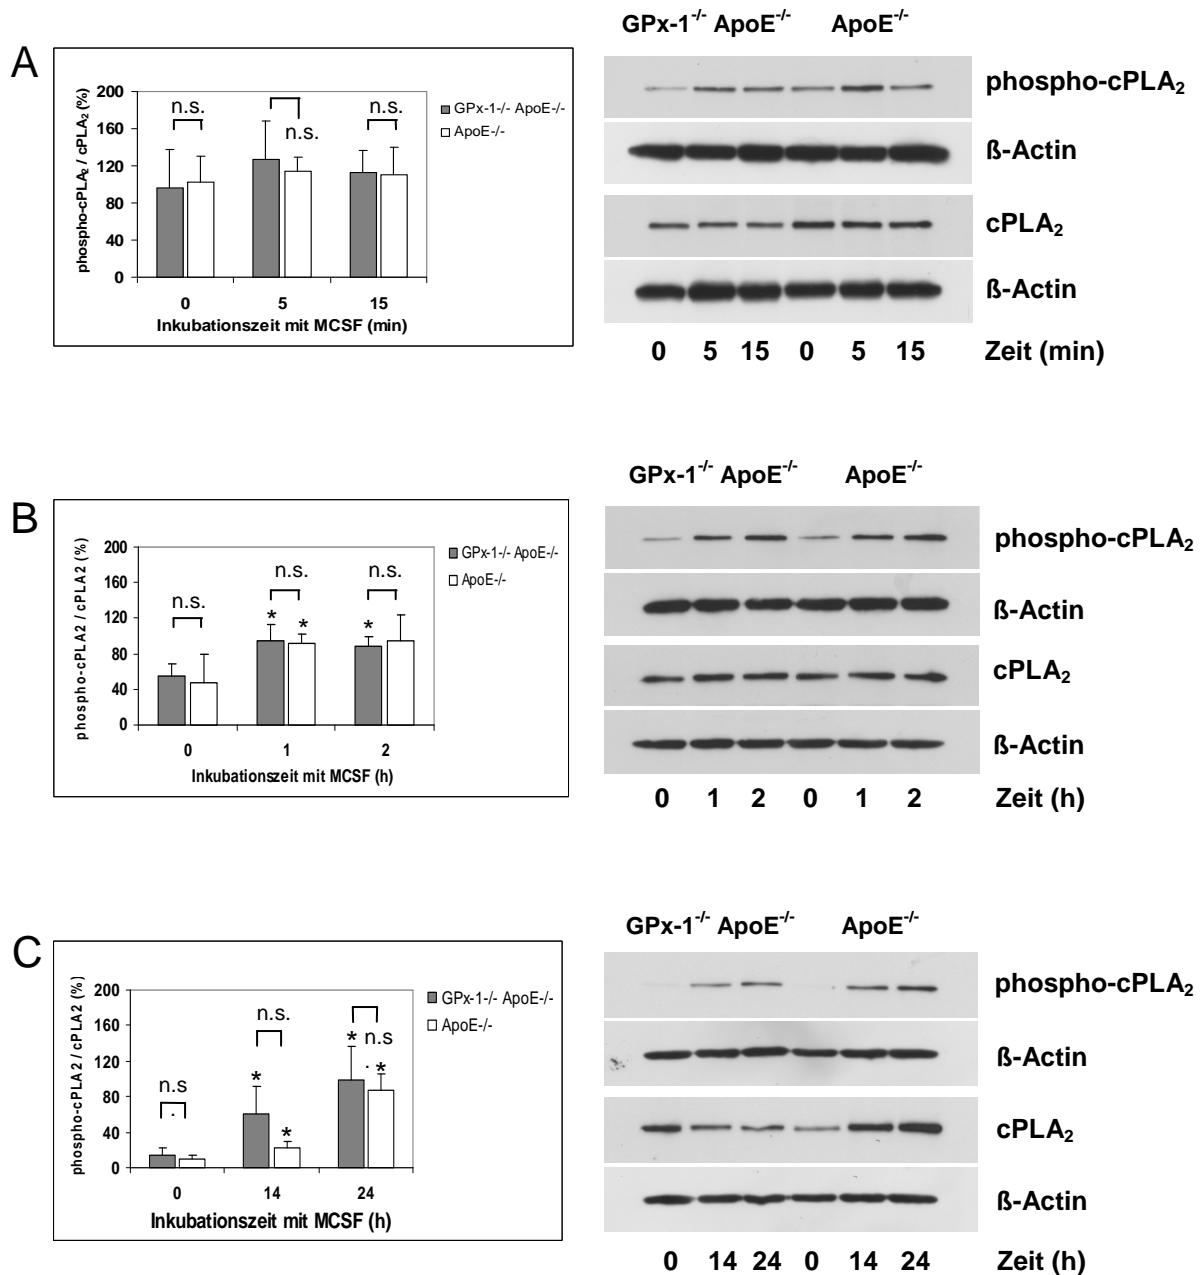 A
phospho-cPLA₂ / cPLA₂ (%)
200
160
120
80
40
0
n.s.
n.s.
n.s.
GPx-1-/- ApoE-/-
ApoE-/-
0 5 15
Inkubationszeit mit MCSF (min)
GPx-1⁻/⁻ ApoE⁻/⁻ ApoE⁻/⁻
phospho-cPLA₂
ß-Actin
cPLA₂
ß-Actin
0 5 15 0 5 15 Zeit (min)
B
phospho-cPLA2 / cPLA2 (%)
200
160
120
80
40
0
n.s.
n.s.
n.s.
* * *
GPx-1-/- ApoE-/-
ApoE-/-
0 1 2
Inkubationszeit mit MCSF (h)
GPx-1⁻/⁻ ApoE⁻/⁻ ApoE⁻/⁻
phospho-cPLA₂
ß-Actin
cPLA₂
ß-Actin
0 1 2 0 1 2 Zeit (h)
C
phospho-cPLA2 / cPLA2 (%)
200
160
120
80
40
0
n.s
.
n.s.
n.s
.
* * * *
GPx-1-/- ApoE-/-
ApoE-/-
0 14 24
Inkubationszeit mit MCSF (h)
GPx-1⁻/⁻ ApoE⁻/⁻ ApoE⁻/⁻
phospho-cPLA₂
ß-Actin
cPLA₂
ß-Actin
0 14 24 0 14 24 Zeit (h)